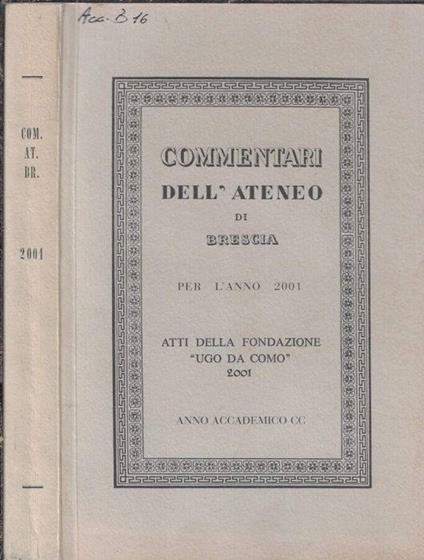 Acc. B 16
COM.
AT.
BR.
2001
COMMENTARI
DELL' ATENEO
DI
BRESCIA
PER L'ANNO 2001
ATTI DELLA FONDAZIONE
"UGO DA COMO"
2001
ANNO ACCADEMICO CC